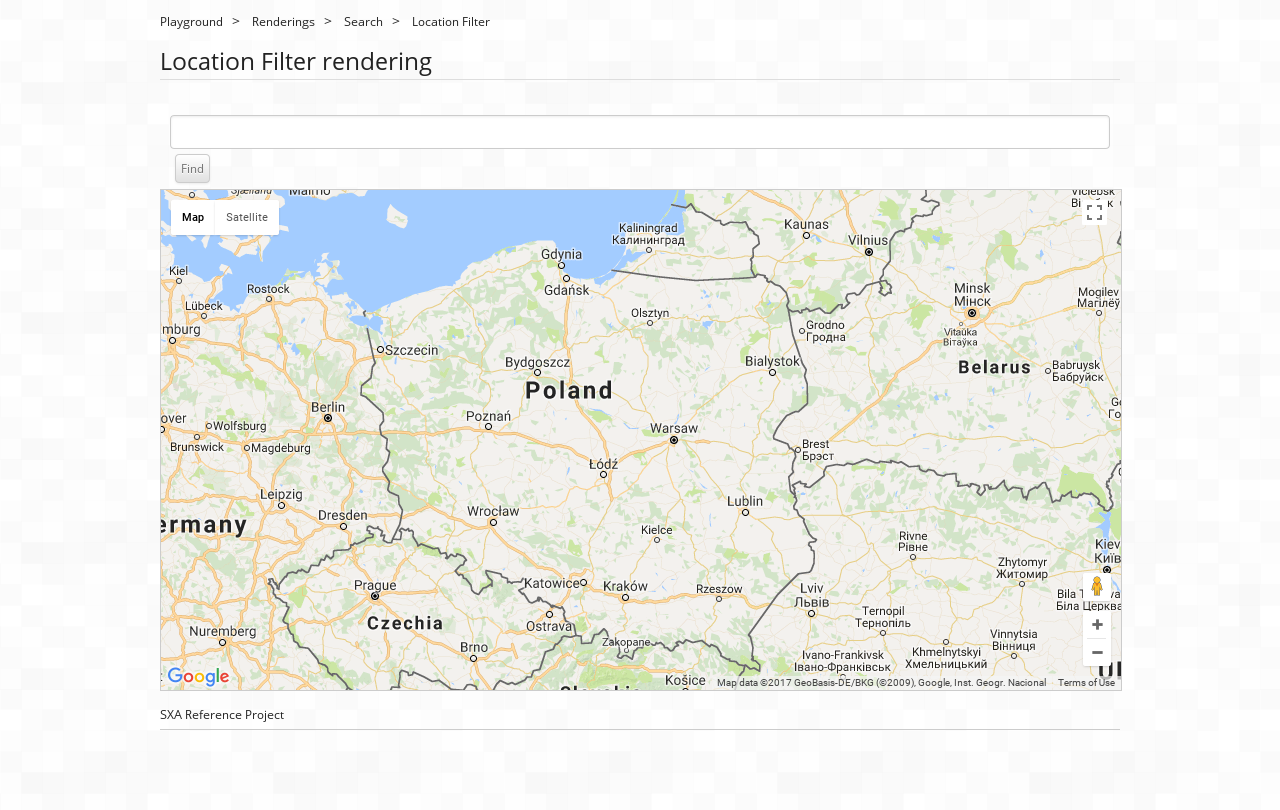 Playground > Renderings > Search > Location Filter
Location Filter rendering
Find
Map
Satellite
Sjælland
Malmö
Viciebsk
Kaliningrad
Калининград
Kaunas
Vilnius
Gdynia
Gdańsk
Kiel
Rostock
Lübeck
mburg
Minsk
Мінск
Mogilev
Магілёў
Olsztyn
Grodno
Гродна
Vitaŭka
Вітаўка
Szczecin
Bydgoszcz
Bialystok
Belarus
Babruysk
Бабруйск
Poland
Berlin
Poznań
Warsaw
over
Wolfsburg
Brunswick
Magdeburg
Brest
Брэст
Łódź
Leipzig
Lublin
Dresden
Wrocław
ermany
Kielce
Rivne
Рівне
Kiev
Київ
Zhytomyr
Житомир
Prague
Katowice
Kraków
Rzeszow
Lviv
Львів
Bila
Біла Церква
Ternopil
Тернопіль
Czechia
Nuremberg
Ostrava
Zakopane
Brno
Vinnytsia
Вінниця
Khmelnytskyi
Хмельницький
Ivano-Frankivsk
Івано-Франківськ
Košice
Slovakia
Google
Map data ©2017 GeoBasis-DE/BKG (©2009), Google, Inst. Geogr. Nacional
Terms of Use
SXA Reference Project